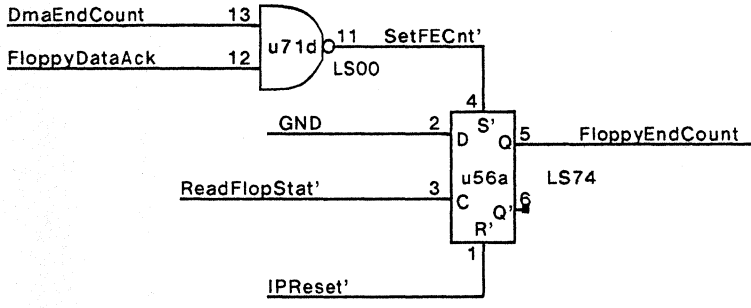 DmaEndCount 13
u71d 11 SetFECnt'
FloppyDataAck 12
LS00
4
S'
GND 2 D Q 5 FloppyEndCount
u56a LS74
ReadFlopStat' 3 C
Q' 6
R'
1
IPReset'